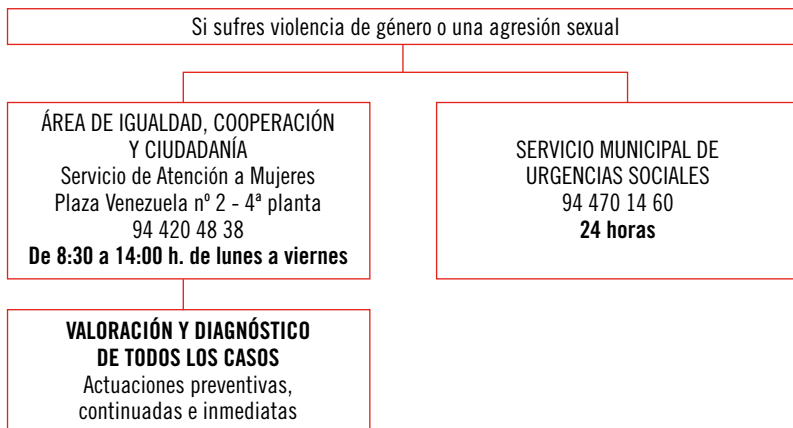 Si sufres violencia de género o una agresión sexual
ÁREA DE IGUALDAD, COOPERACIÓN
Y CIUDADANÍA
Servicio de Atención a Mujeres
Plaza Venezuela nº 2 - 4ª planta
94 420 48 38
De 8:30 a 14:00 h. de lunes a viernes
SERVICIO MUNICIPAL DE
URGENCIAS SOCIALES
94 470 14 60
24 horas
VALORACIÓN Y DIAGNÓSTICO
DE TODOS LOS CASOS
Actuaciones preventivas,
continuadas e inmediatas